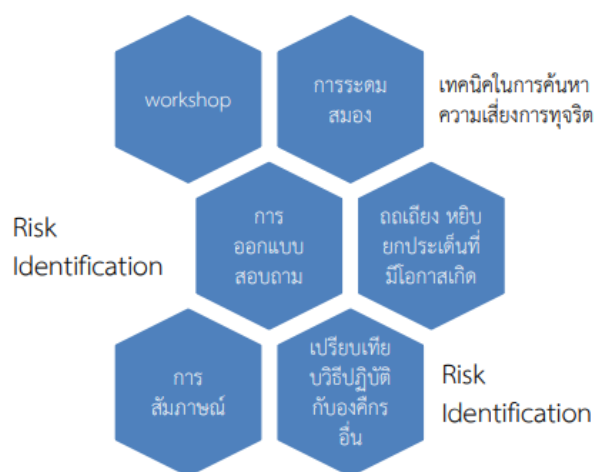 workshop
การระดม
สมอง
เทคนิคในการค้นหา
ความเสี่ยงการทุจริต
Risk
Identification
การ
ออกแบบ
สอบถาม
ถกเถียง หยิบ
ยกประเด็นที่
มีโอกาสเกิด
การ
สัมภาษณ์
เปรียบเทีย
บวิธีปฏิบัติ
กับองค์กร
อื่น
Risk
Identification